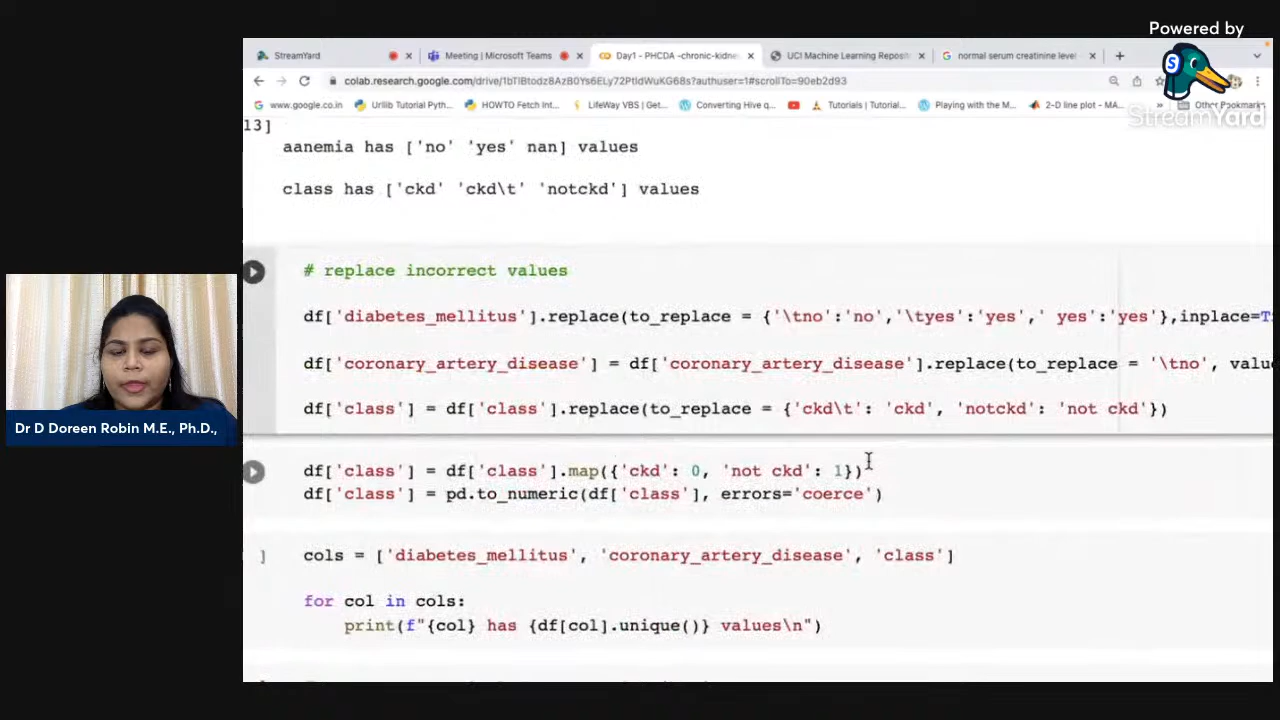 Powered by
StreamYard
StreamYard
Meeting | Microsoft Teams
Day1 - PHCDA -chronic-kidne
UCI Machine Learning Reposit
normal serum creatinine level
colab.research.google.com/drive/1bTlBtodz8AzB0Ys6ELy72PtldWuKG68s?authuser=1#scrollTo=90eb2d93
www.google.co.in
Urllib Tutorial Pyth...
HOWTO Fetch Int...
LifeWay VBS | Get...
Converting Hive q...
Tutorials | Tutorial...
Playing with the M...
2-D line plot - MA...
»
Other Bookmarks
13]
aanemia has ['no' 'yes' nan] values
class has ['ckd' 'ckd\t' 'notckd'] values
# replace incorrect values
df['diabetes_mellitus'].replace(to_replace = {'\tno':'no','\tyes':'yes',' yes':'yes'},inplace=T
df['coronary_artery_disease'] = df['coronary_artery_disease'].replace(to_replace = '\tno', valu
df['class'] = df['class'].replace(to_replace = {'ckd\t': 'ckd', 'notckd': 'not ckd'})
df['class'] = df['class'].map({'ckd': 0, 'not ckd': 1})
df['class'] = pd.to_numeric(df['class'], errors='coerce')
]
cols = ['diabetes_mellitus', 'coronary_artery_disease', 'class']
for col in cols:
print(f"{col} has {df[col].unique()} values\n")
Dr D Doreen Robin M.E., Ph.D.,